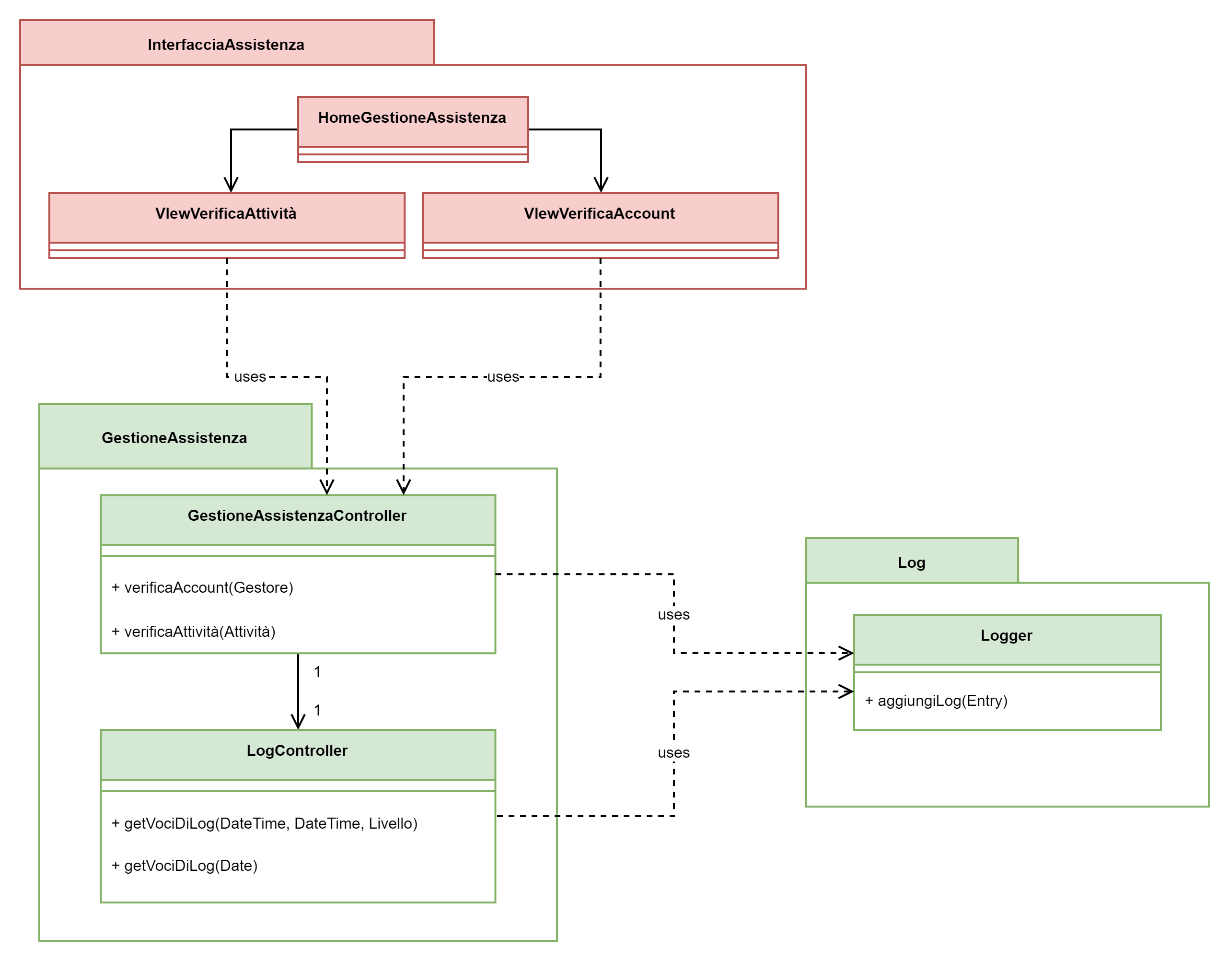 InterfacciaAssistenza
HomeGestioneAssistenza
VIewVerificaAttività
VIewVerificaAccount
uses
uses
GestioneAssistenza
GestioneAssistenzaController
+ verificaAccount(Gestore)
+ verificaAttività(Attività)
1
1
LogController
+ getVociDiLog(DateTime, DateTime, Livello)
+ getVociDiLog(Date)
uses
uses
Log
Logger
+ aggiungiLog(Entry)